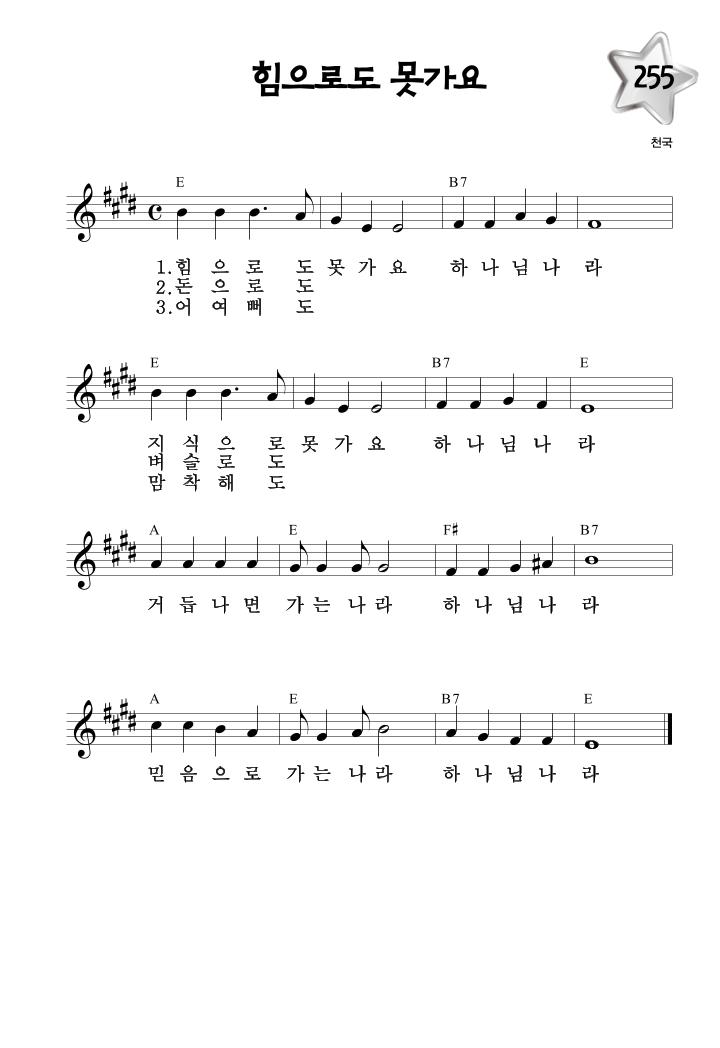 힘으로도 못가요
255
천국
E B7
1.힘 으 로 도 못 가 요 하 나 님 나 라
2.돈 으 로 도
3.어 여 뻐 도
E B7 E
지 식 으 로 못 가 요 하 나 님 나 라
벼 슬 로 도
맘 착 해 도
A E F♯ B7
거 듭 나 면 가 는 나 라 하 나 님 나 라
A E B7 E
믿 음 으 로 가 는 나 라 하 나 님 나 라